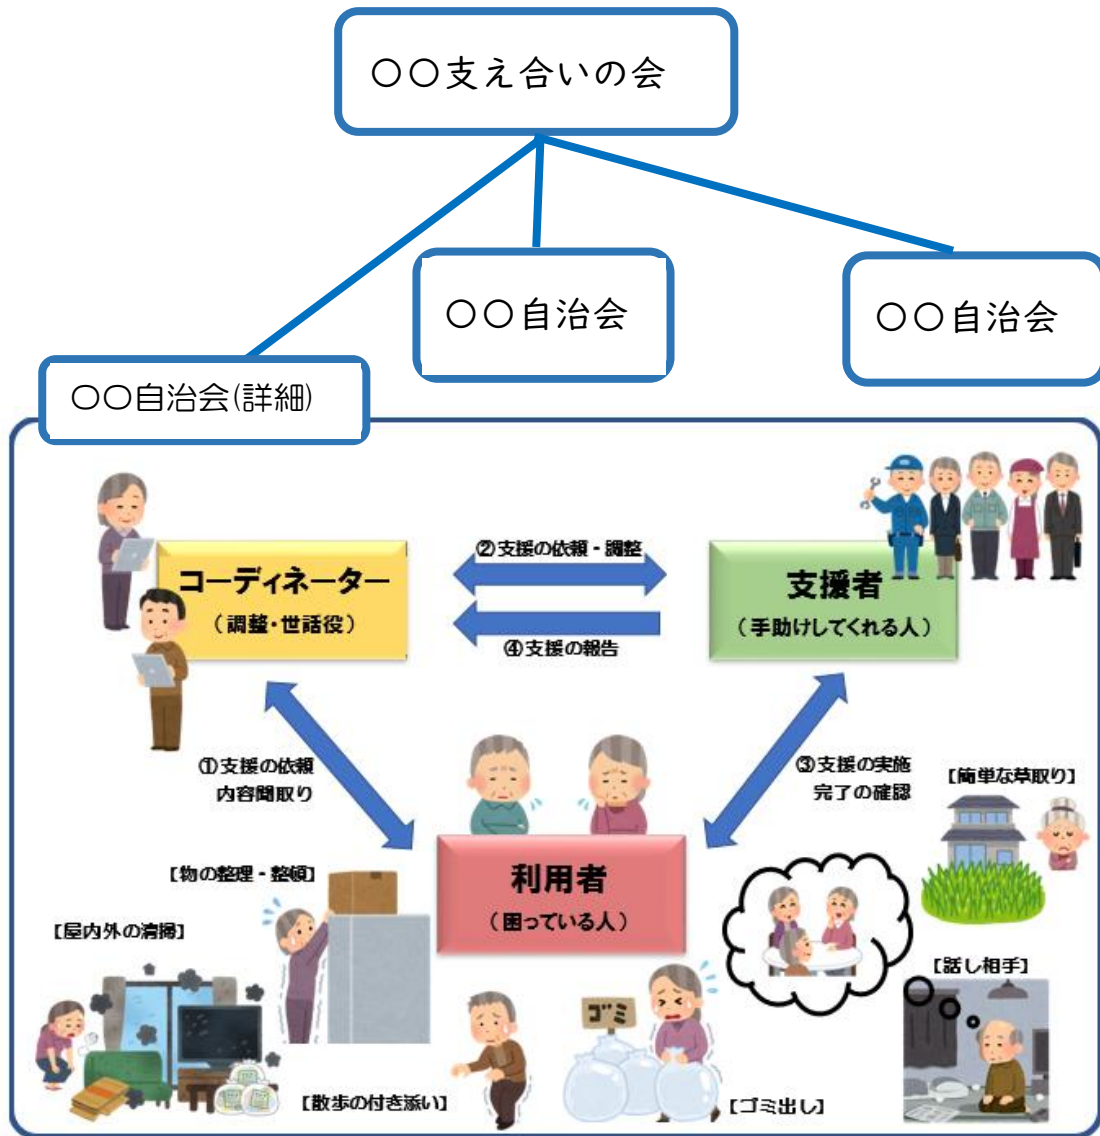 〇〇支え合いの会
〇〇自治会
〇〇自治会
〇〇自治会(詳細)
②支援の依頼・調整
コーディネーター
(調整・世話役)
支援者
(手助けしてくれる人)
④支援の報告
①支援の依頼
内容聞取り
③支援の実施
完了の確認
[簡単な草取り]
利用者
(困っている人)
[物の整理・整頓]
[屋内外の清掃]
[話し相手]
ゴミ
[散歩の付き添い]
[ゴミ出し]